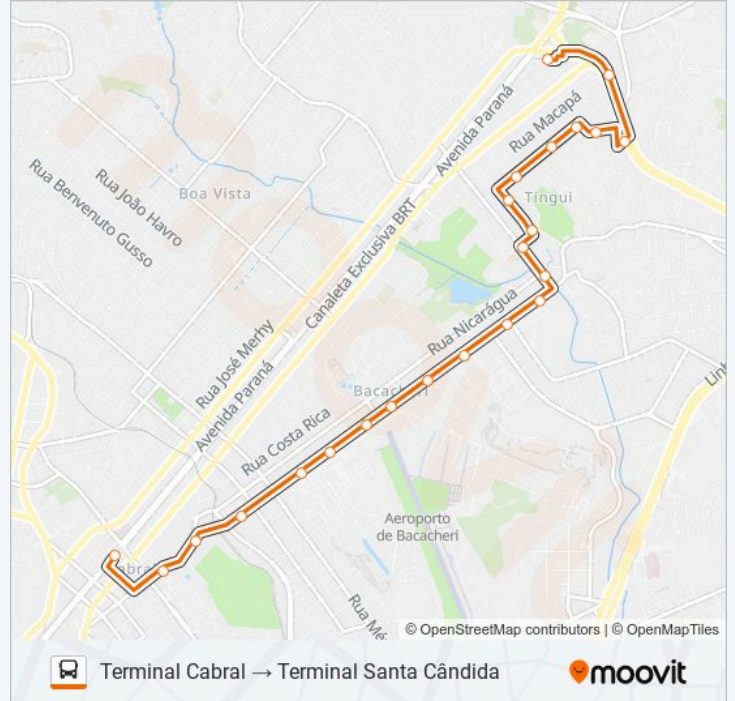 Avenida Paraná
Rua Macapá
Rua João Havro
Boa Vista
Rua Benvenuto Gusso
Tingui
Canaleta Exclusiva BRT
Rua Nicarágua
Rua José Merhy
Avenida Paraná
Bacacheri
Rua Costa Rica
Aeroporto
de Bacacheri
Rua Mé
© OpenStreetMap contributors | © OpenMapTiles
Terminal Cabral → Terminal Santa Cândida
moovit